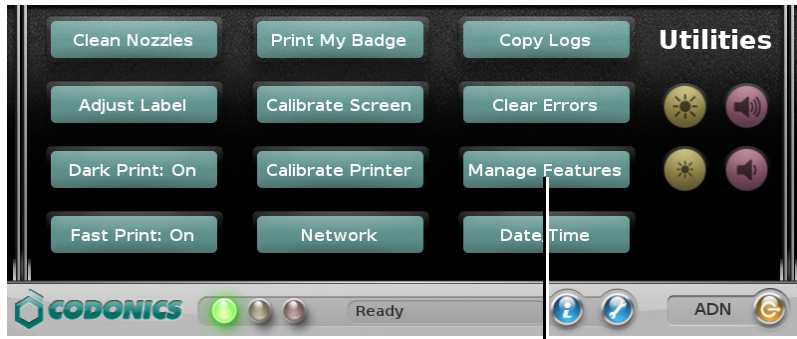 Clean Nozzles
Print My Badge
Copy Logs
Utilities
Adjust Label
Calibrate Screen
Clear Errors
Dark Print: On
Calibrate Printer
Manage Features
Fast Print: On
Network
Date/Time
CODONICS
Ready
ADN